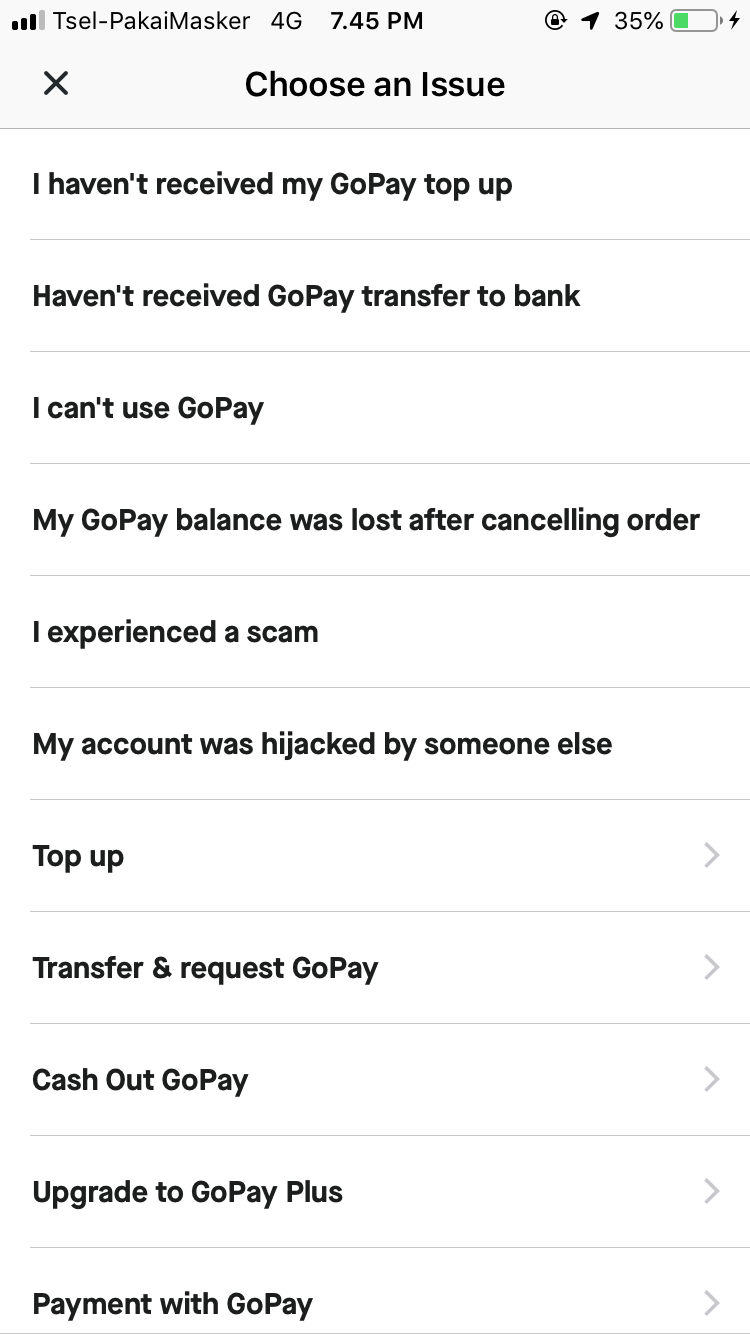 Tsel-PakaiMasker 4G 7.45 PM 35%
Choose an Issue
I haven't received my GoPay top up
Haven't received GoPay transfer to bank
I can't use GoPay
My GoPay balance was lost after cancelling order
I experienced a scam
My account was hijacked by someone else
Top up
Transfer & request GoPay
Cash Out GoPay
Upgrade to GoPay Plus
Payment with GoPay